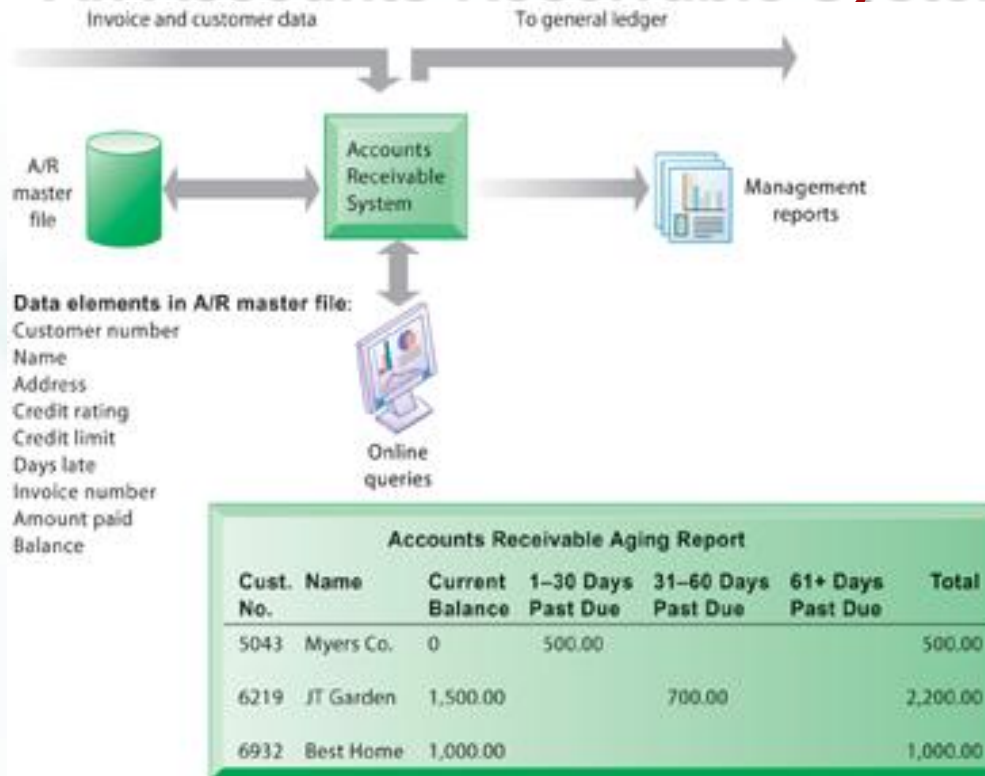 Invoice and customer data
To general ledger
A/R
master
file
Accounts
Receivable
System
Management
reports
Data elements in A/R master file:
Customer number
Name
Address
Credit rating
Credit limit
Days late
Invoice number
Amount paid
Balance
Online
queries
Accounts Receivable Aging Report
Cust. Name Current 1–30 Days 31–60 Days 61+ Days Total
No. Balance Past Due Past Due Past Due
5043 Myers Co. 0 500.00 500.00
6219 JT Garden 1,500.00 700.00 2,200.00
6932 Best Home 1,000.00 1,000.00